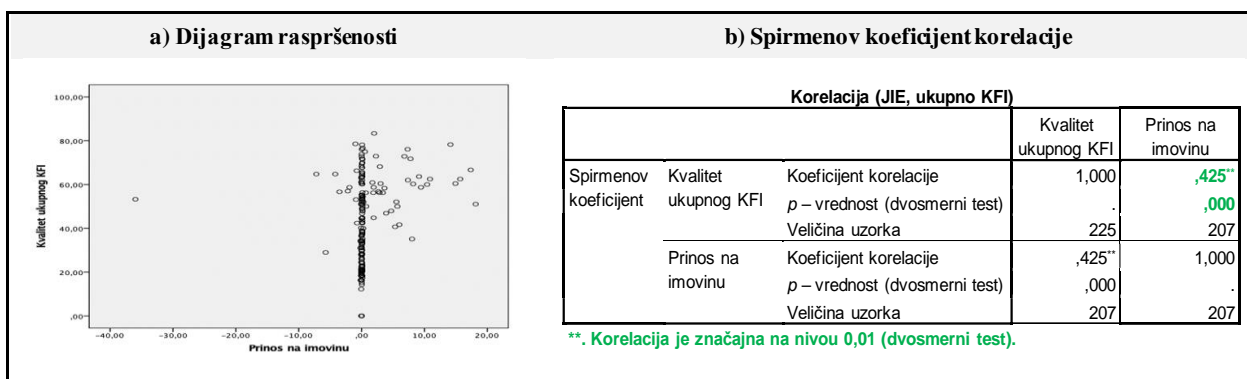 a) Dijagram raspršenosti
b) Spirmenov koeficijent korelacije
Kvalitet ukupnog KFI
100,00
80,00
60,00
40,00
20,00
,00
-40,00 -30,00 -20,00 -10,00 ,00 10,00 20,00
Prinos na imovinu
Korelacija (JIE, ukupno KFI)
Kvalitet ukupnog KFI Prinos na imovinu
Spirmenov koeficijent Kvalitet ukupnog KFI Koeficijent korelacije 1,000 ,425**
p – vrednost (dvosmerni test) . ,000
Veličina uzorka 225 207
Prinos na imovinu Koeficijent korelacije ,425** 1,000
p – vrednost (dvosmerni test) ,000 .
Veličina uzorka 207 207
**. Korelacija je značajna na nivou 0,01 (dvosmerni test).